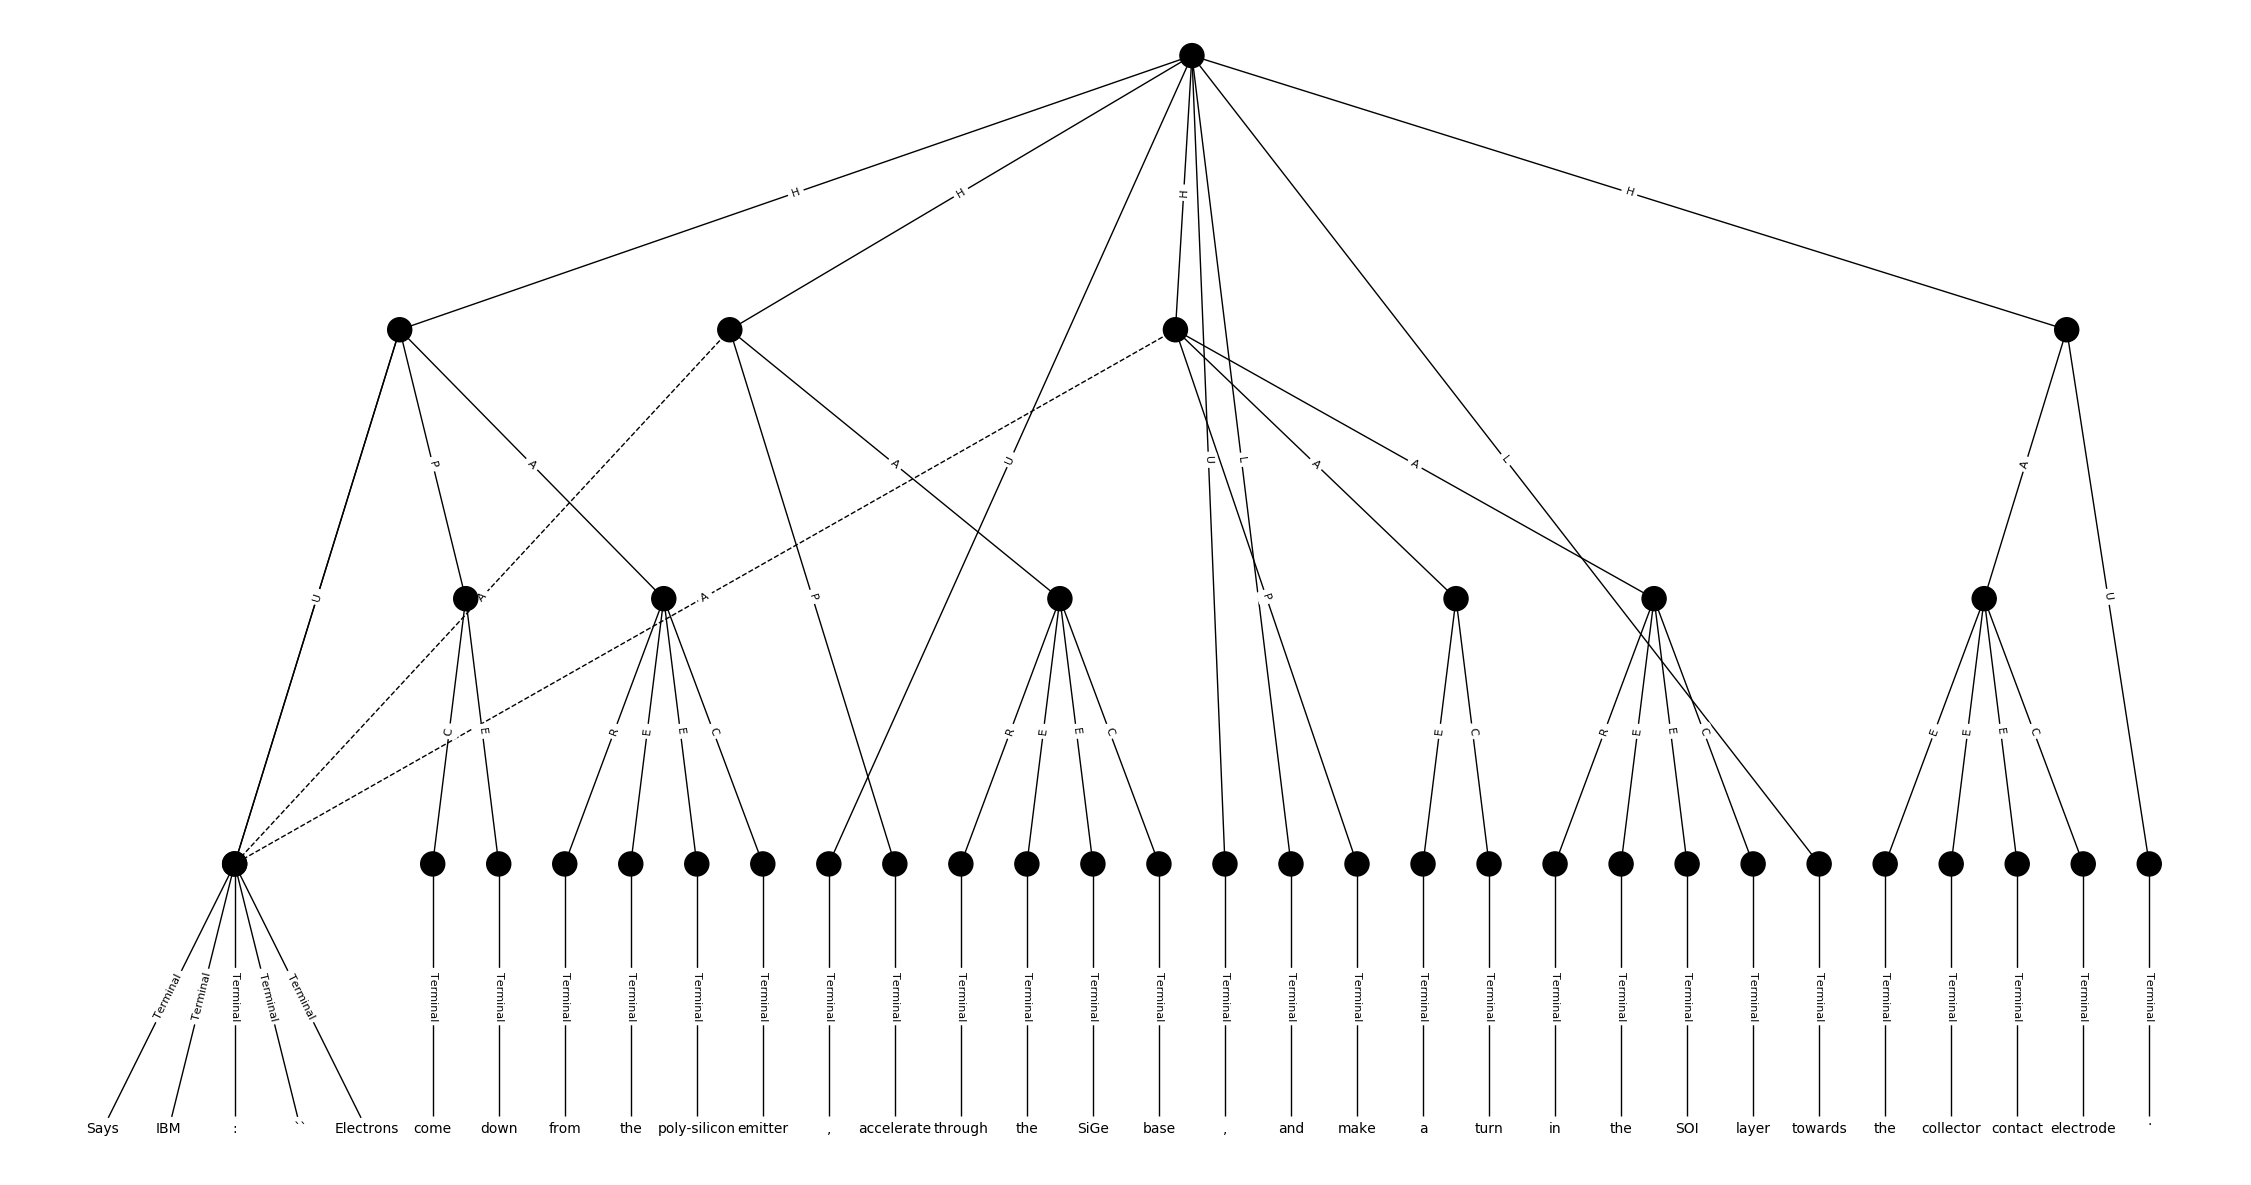 H H H H
U P A A U U L A A L A U
A A P P
C E R E E C R E E C E C R E E C E E E C
Terminal Terminal Terminal Terminal Terminal Terminal Terminal Terminal Terminal Terminal Terminal Terminal Terminal Terminal Terminal Terminal Terminal Terminal Terminal Terminal Terminal Terminal Terminal Terminal Terminal Terminal Terminal Terminal Terminal Terminal Terminal Terminal
Says IBM : `` Electrons come down from the poly-silicon emitter , accelerate through the SiGe base , and make a turn in the SOI layer towards the collector contact electrode .